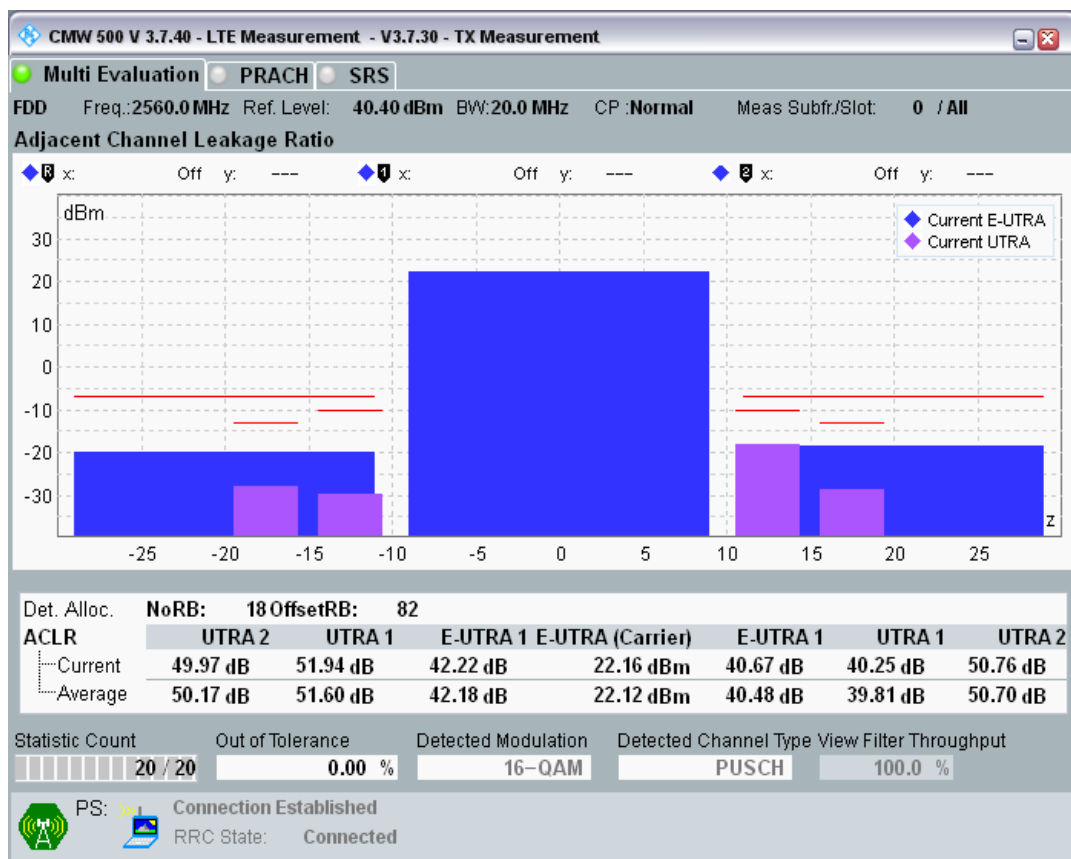 CMW 500 V 3.7.40 - LTE Measurement - V3.7.30 - TX Measurement
Multi Evaluation PRACH SRS
FDD Freq.:2560.0 MHz Ref. Level: 40.40 dBm BW:20.0 MHz CP :Normal Meas Subfr./Slot: 0 / All
Adjacent Channel Leakage Ratio
R x: Off y: --- 1 x: Off y: --- 2 x: Off y: ---
dBm
Current E-UTRA
Current UTRA
30
20
10
0
-10
-20
-30
z
-25 -20 -15 -10 -5 0 5 10 15 20 25
Det. Alloc. NoRB: 18 OffsetRB: 82
ACLR UTRA 2 UTRA 1 E-UTRA 1 E-UTRA (Carrier) E-UTRA 1 UTRA 1 UTRA 2
Current 49.97 dB 51.94 dB 42.22 dB 22.16 dBm 40.67 dB 40.25 dB 50.76 dB
Average 50.17 dB 51.60 dB 42.18 dB 22.12 dBm 40.48 dB 39.81 dB 50.70 dB
Statistic Count Out of Tolerance Detected Modulation Detected Channel Type View Filter Throughput
20 / 20 0.00 % 16-QAM PUSCH 100.0 %
PS: Connection Established
RRC State: Connected